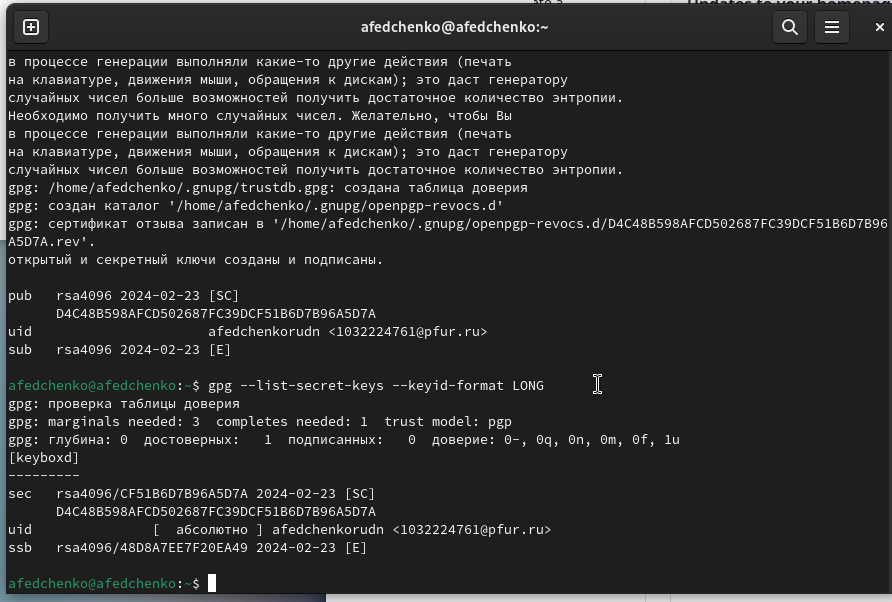 afedchenko@afedchenko:~
в процессе генерации выполняли какие-то другие действия (печать
на клавиатуре, движения мыши, обращения к дискам); это даст генератору
случайных чисел больше возможностей получить достаточное количество энтропии.
Необходимо получить много случайных чисел. Желательно, чтобы Вы
в процессе генерации выполняли какие-то другие действия (печать
на клавиатуре, движения мыши, обращения к дискам); это даст генератору
случайных чисел больше возможностей получить достаточное количество энтропии.
gpg: /home/afedchenko/.gnupg/trustdb.gpg: создана таблица доверия
gpg: создан каталог '/home/afedchenko/.gnupg/openpgp-revocs.d'
gpg: сертификат отзыва записан в '/home/afedchenko/.gnupg/openpgp-revocs.d/D4C48B598AFCD502687FC39DCF51B6D7B96
A5D7A.rev'.
открытый и секретный ключи созданы и подписаны.
pub   rsa4096 2024-02-23 [SC]
      D4C48B598AFCD502687FC39DCF51B6D7B96A5D7A
uid                      afedchenkorudn <1032224761@pfur.ru>
sub   rsa4096 2024-02-23 [E]
afedchenko@afedchenko:~$ gpg --list-secret-keys --keyid-format LONG
gpg: проверка таблицы доверия
gpg: marginals needed: 3  completes needed: 1  trust model: pgp
gpg: глубина: 0  достоверных:   1  подписанных:   0  доверие: 0-, 0q, 0n, 0m, 0f, 1u
[keyboxd]
---------
sec   rsa4096/CF51B6D7B96A5D7A 2024-02-23 [SC]
      D4C48B598AFCD502687FC39DCF51B6D7B96A5D7A
uid               [  абсолютно ] afedchenkorudn <1032224761@pfur.ru>
ssb   rsa4096/48D8A7EE7F20EA49 2024-02-23 [E]
afedchenko@afedchenko:~$